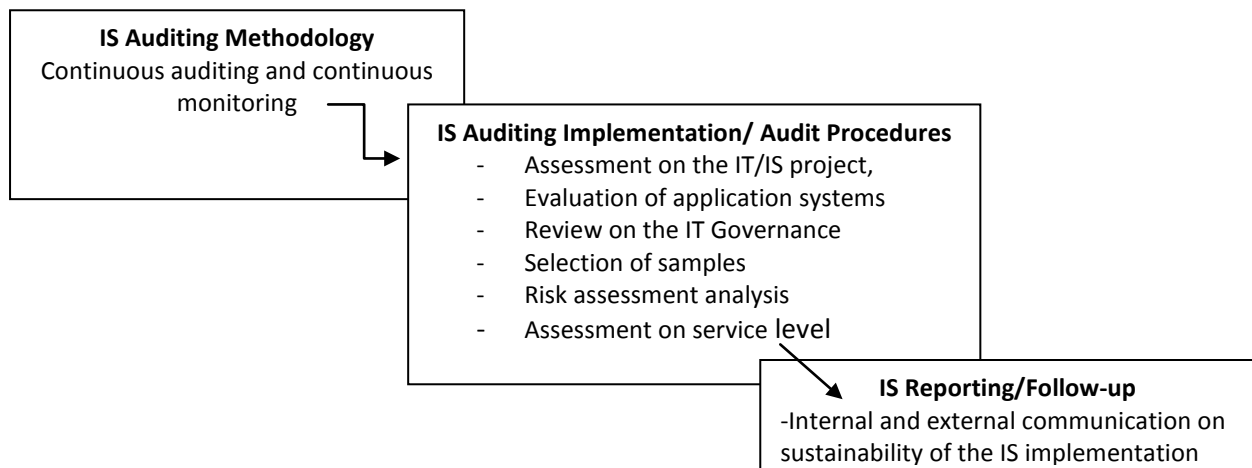 IS Auditing Methodology
Continuous auditing and continuous
monitoring
IS Auditing Implementation/ Audit Procedures
- Assessment on the IT/IS project,
- Evaluation of application systems
- Review on the IT Governance
- Selection of samples
- Risk assessment analysis
- Assessment on service level
IS Reporting/Follow-up
-Internal and external communication on
sustainability of the IS implementation